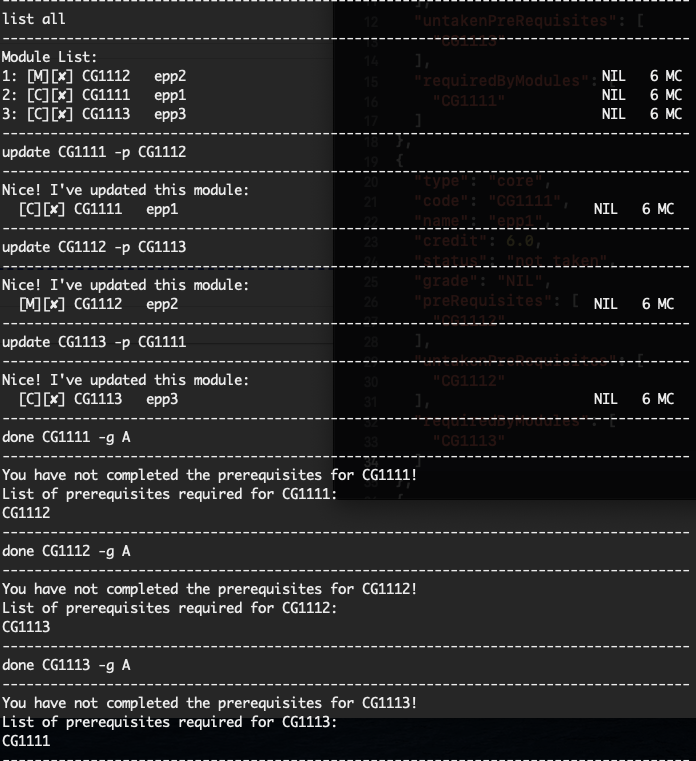 --------------------------------------------------------------------------------
list all
--------------------------------------------------------------------------------
Module List:
1: [M][✘] CG1112   epp2   NIL   6 MC
2: [C][✘] CG1111   epp1   NIL   6 MC
3: [C][✘] CG1113   epp3   NIL   6 MC
--------------------------------------------------------------------------------
update CG1111 -p CG1112
--------------------------------------------------------------------------------
Nice! I've updated this module:
[C][✘] CG1111   epp1   NIL   6 MC
--------------------------------------------------------------------------------
update CG1112 -p CG1113
--------------------------------------------------------------------------------
Nice! I've updated this module:
[M][✘] CG1112   epp2   NIL   6 MC
--------------------------------------------------------------------------------
update CG1113 -p CG1111
--------------------------------------------------------------------------------
Nice! I've updated this module:
[C][✘] CG1113   epp3   NIL   6 MC
--------------------------------------------------------------------------------
done CG1111 -g A
--------------------------------------------------------------------------------
You have not completed the prerequisites for CG1111!
List of prerequisites required for CG1111:
CG1112
--------------------------------------------------------------------------------
done CG1112 -g A
--------------------------------------------------------------------------------
You have not completed the prerequisites for CG1112!
List of prerequisites required for CG1112:
CG1113
--------------------------------------------------------------------------------
done CG1113 -g A
--------------------------------------------------------------------------------
You have not completed the prerequisites for CG1113!
List of prerequisites required for CG1113:
CG1111
--------------------------------------------------------------------------------
12 "untakenPreRequisites": [
13 "CG1113"
14 ],
15 "requiredByModules":
16 "CG1111"
17 ]
18 },
19 {
20 "type": "core",
21 "code": "CG1111",
22 "name": "epp1",
23 "credit": 6.0,
24 "status": "not taken",
25 "grade": "NIL",
26 "preRequisites": [
27 "CG1112"
28 ],
29 "untakenPreRequisites": [
30 "CG1112"
31 ],
32 "requiredByModules": [
33 "CG1113"
34 ]